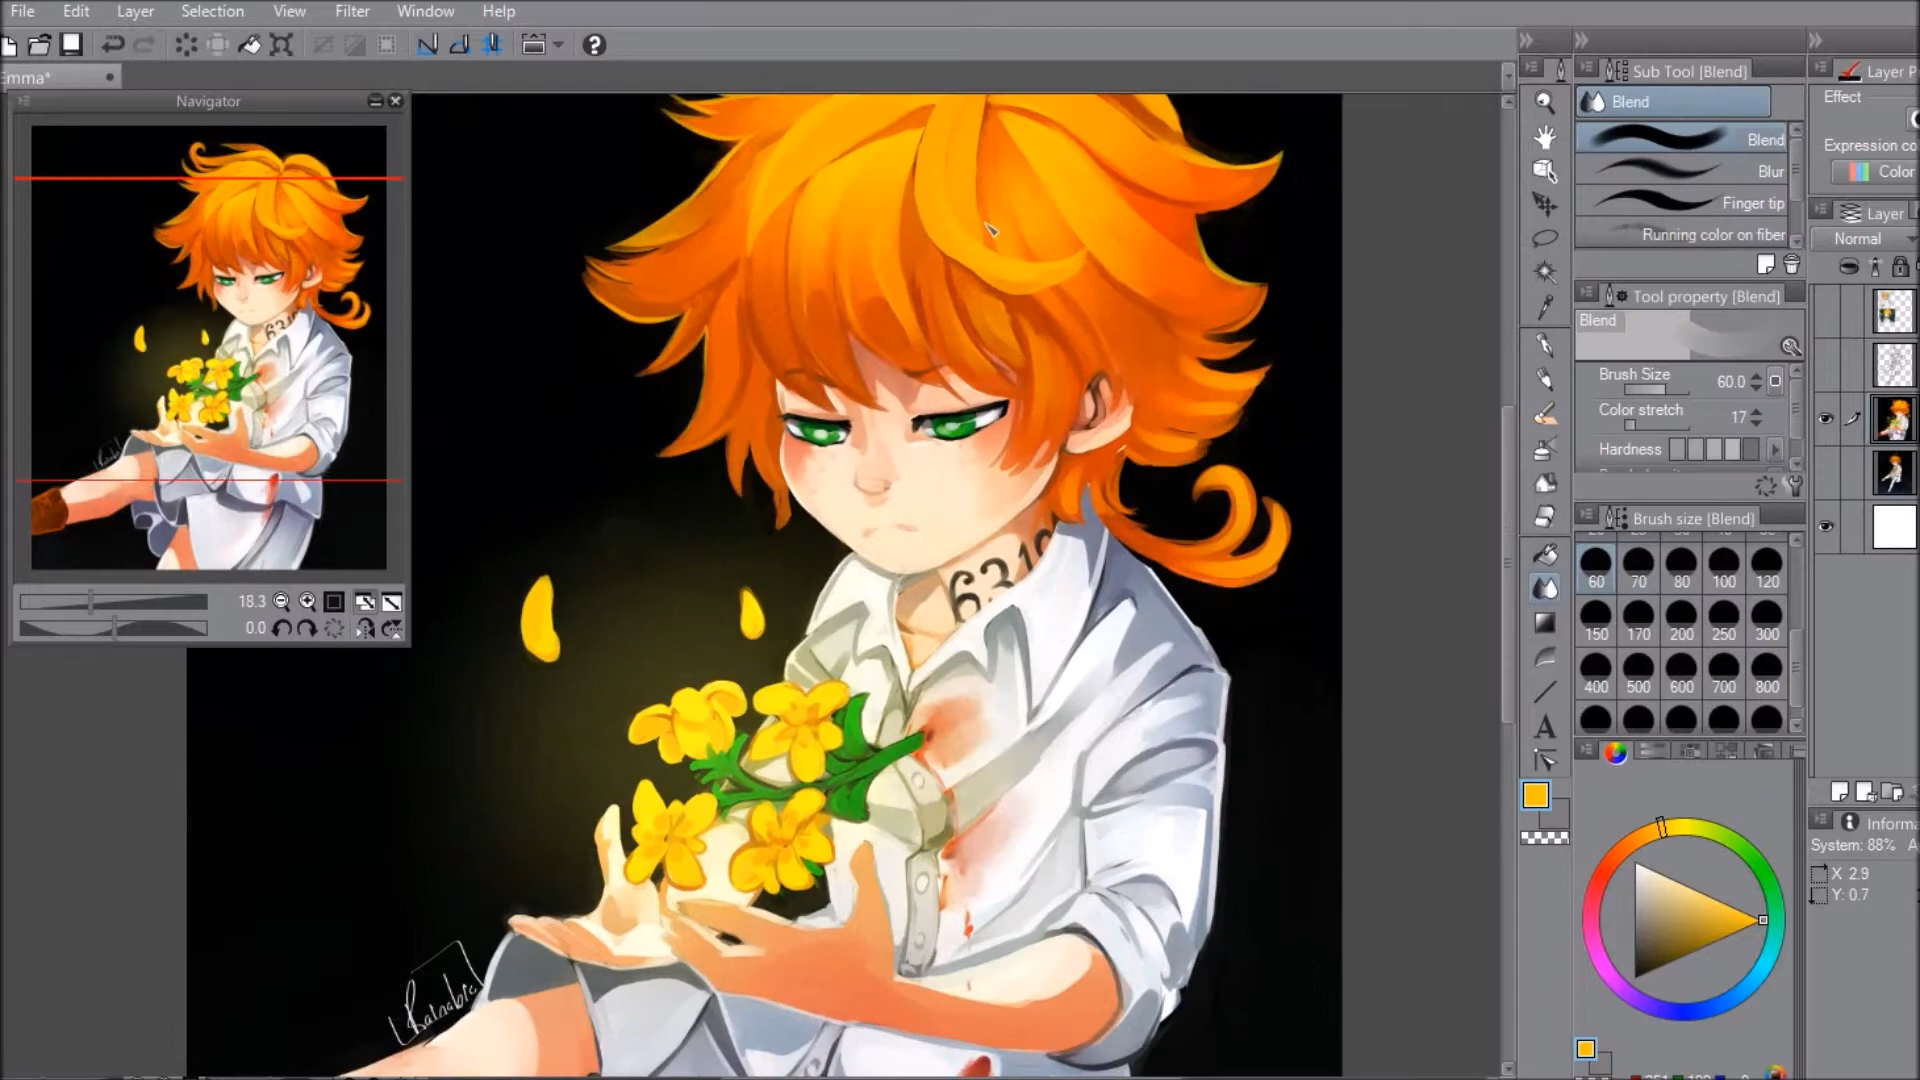 File Edit Layer Selection View Filter Window Help
Emma*
Navigator
18.3
0.0
6310
Sub Tool [Blend]
Blend
Blend
Blur
Finger tip
Running color on fiber
Tool property [Blend]
Blend
Brush Size 60.0
Color stretch 17
Hardness
Brush size [Blend]
60 70 80 100 120
150 170 200 250 300
400 500 600 700 800
Layer P
Effect
Expression co
Color
Layer
Normal
Informa
System: 88% A
X 2.9
Y: 0.7